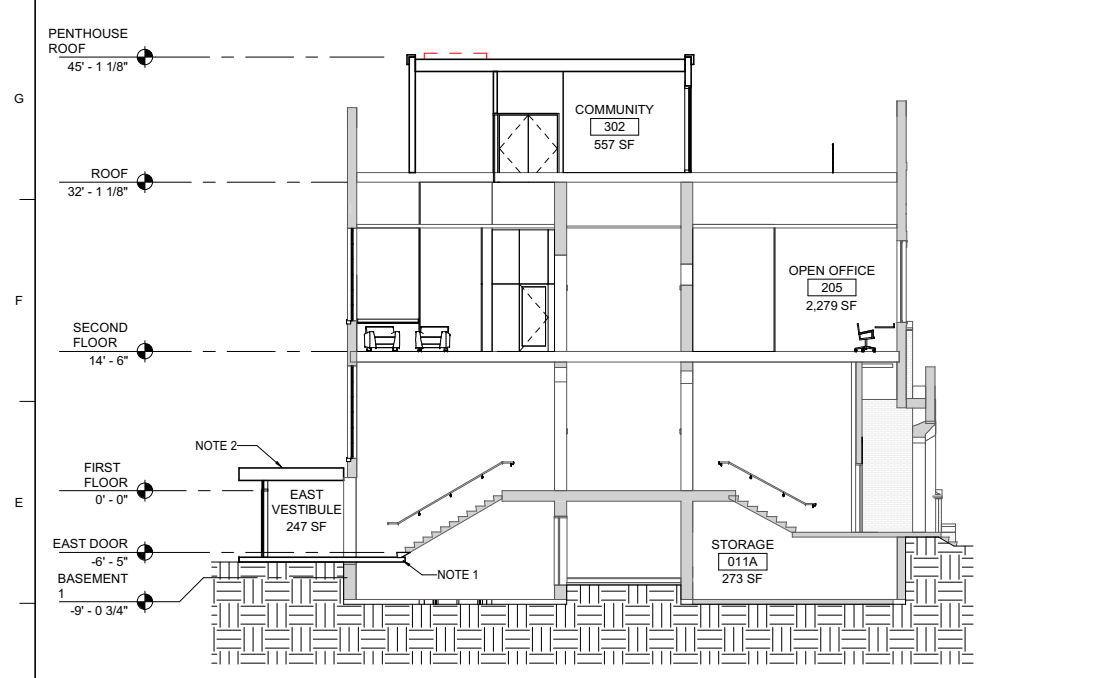 PENTHOUSE
ROOF
45' - 1 1/8"
G
COMMUNITY
302
557 SF
ROOF
32' - 1 1/8"
F
OPEN OFFICE
205
2,279 SF
SECOND
FLOOR
14' - 6"
NOTE 2
FIRST
FLOOR
0' - 0"
E
EAST
VESTIBULE
247 SF
EAST DOOR
-6' - 5"
STORAGE
011A
273 SF
NOTE 1
BASEMENT
1
-9' - 0 3/4"